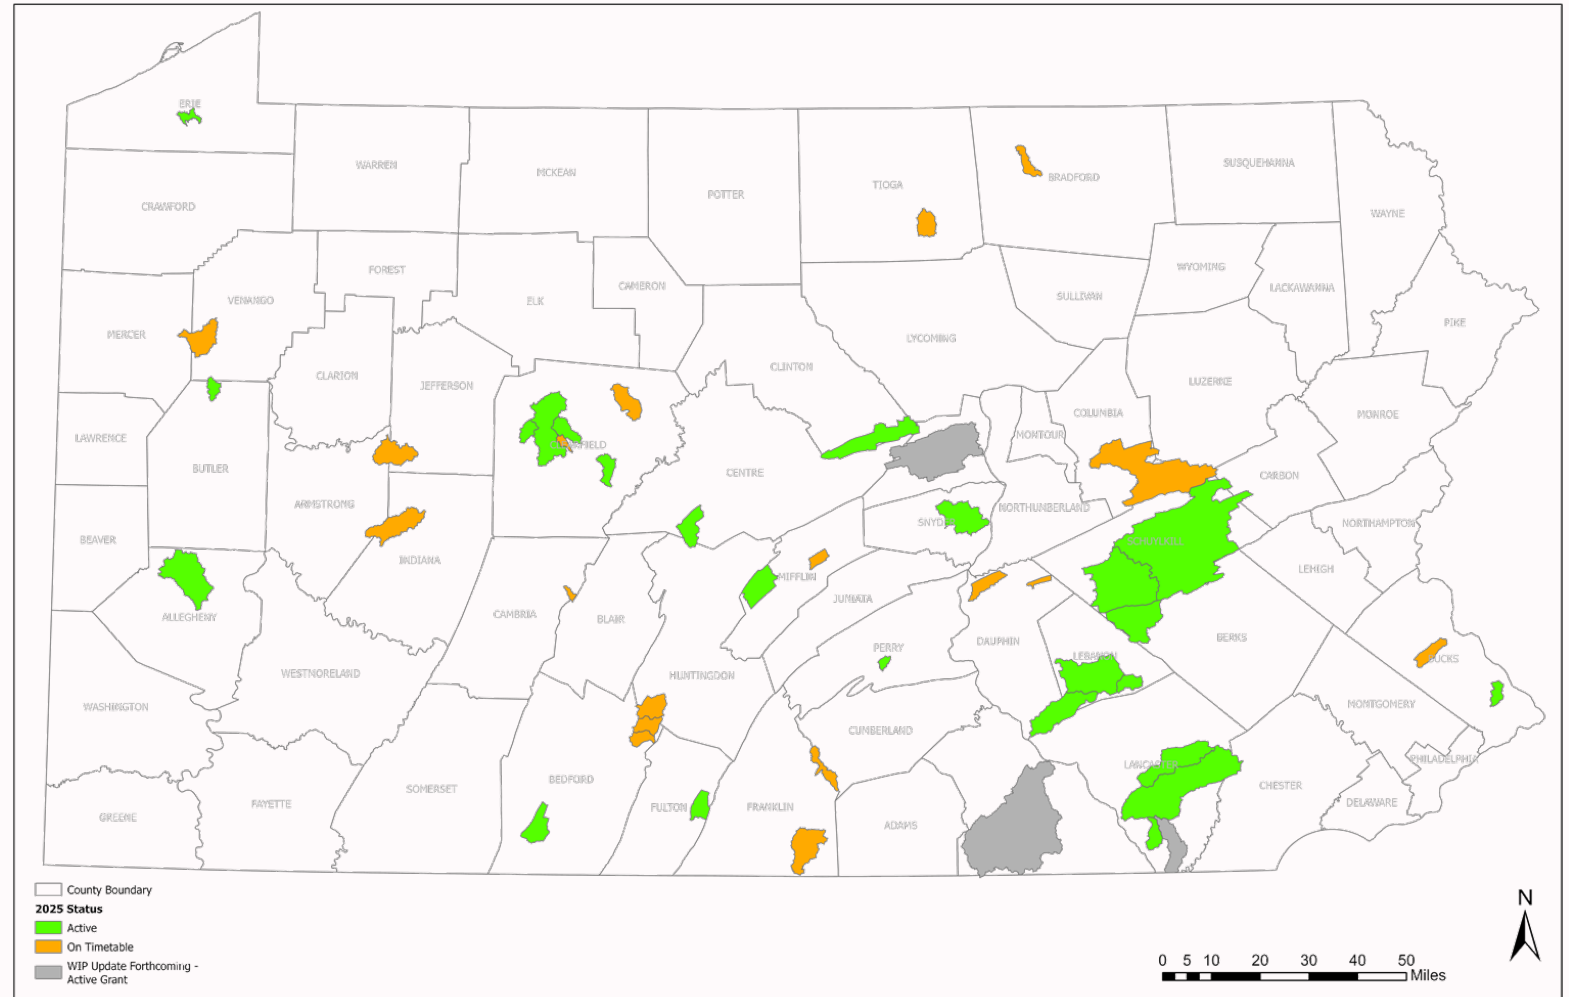 ERIE
WARREN
MCKEAN
SUSQUEHANNA
CRAWFORD
POTTER
TIOGA
BRADFORD
WAYNE
FOREST
WYOMING
VENANGO
ELK
CAMERON
SULLIVAN
LACKAWANNA
MERCER
PIKE
LYCOMING
CLINTON
CLARION
JEFFERSON
LUZERNE
LAWRENCE
COLUMBIA
MONROE
MONTOUR
BUTLER
CENTRE
CARBON
ARMSTRONG
SNYD
NORTHUMBERLAND
NORTHAMPTON
BEAVER
INDIANA
SCHUYLKILL
LEHIGH
MIFFLIN
ALLEGHENY
CAMBRIA
BLAIR
JUNIATA
PERRY
DAUPHIN
BERKS
LEBANON
BUCKS
WESTMORELAND
HUNTINGDON
WASHINGTON
CUMBERLAND
MONTGOMERY
PHILADELPHIA
LANCASTER
BEDFORD
SOMERSET
CHESTER
FAYETTE
FULTON
FRANKLIN
DELAWARE
GREENE
ADAMS
County Boundary
2025 Status
Active
On Timetable
WIP Update Forthcoming -
Active Grant
N
0 5 10 20 30 40 50
Miles